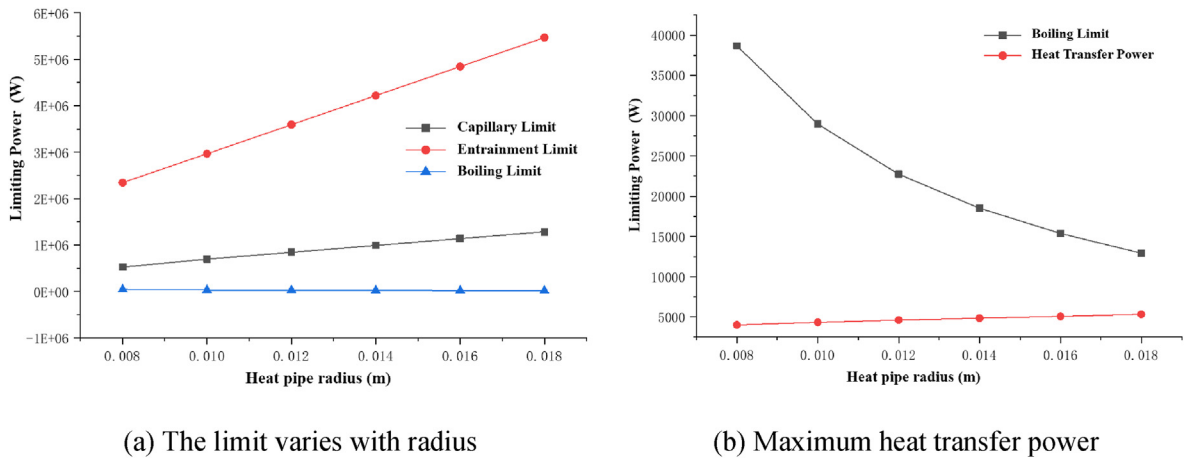 6E+06
5E+06
4E+06
3E+06
2E+06
1E+06
0E+00
-1E+06
Limiting Power (W)
Capillary Limit
Entrainment Limit
Boiling Limit
0.008 0.010 0.012 0.014 0.016 0.018
Heat pipe radius (m)
(a) The limit varies with radius
40000
35000
30000
25000
20000
15000
10000
5000
Limiting Power (W)
Boiling Limit
Heat Transfer Power
0.008 0.010 0.012 0.014 0.016 0.018
Heat pipe radius (m)
(b) Maximum heat transfer power